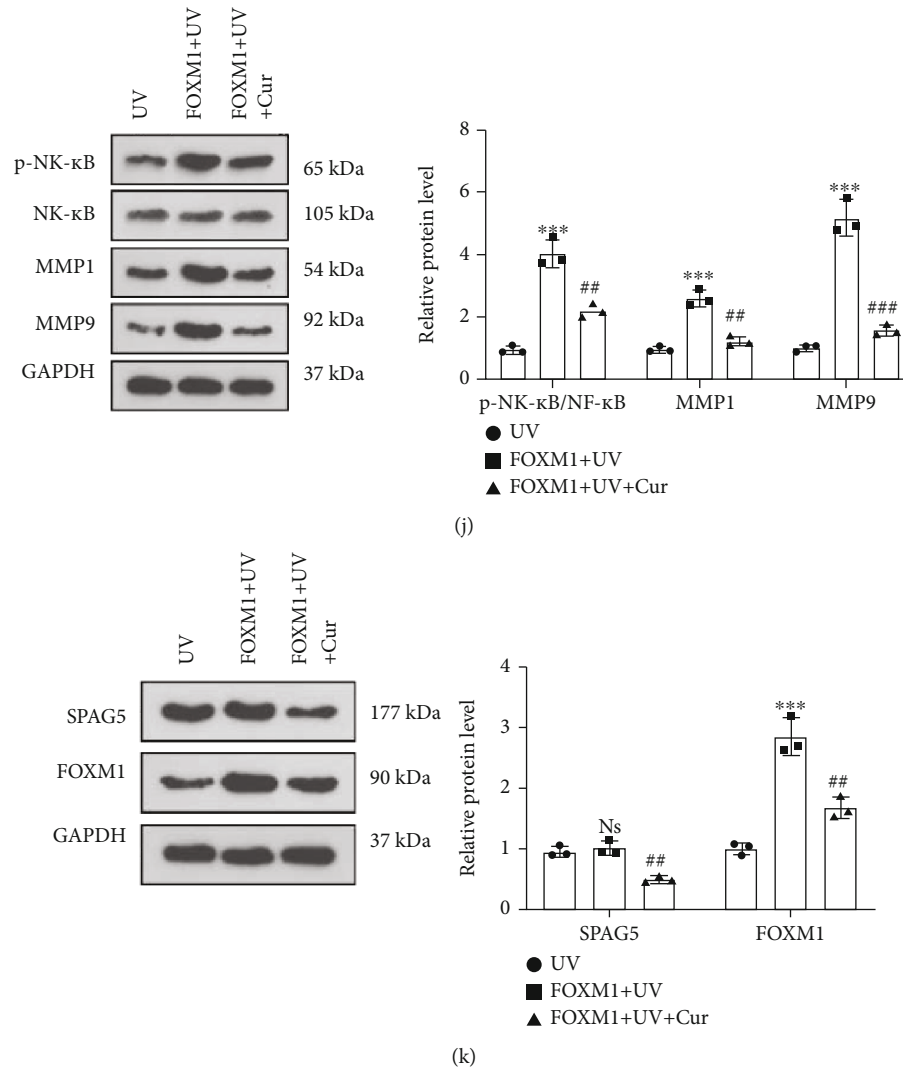 UV
FOXM1+UV
FOXM1+UV
+Cur
p-NK-κB
65 kDa
NK-κB
105 kDa
MMP1
54 kDa
MMP9
92 kDa
GAPDH
37 kDa
Relative protein level
8
6
4
2
0
***
##
***
##
***
###
p-NK-κB/NF-κB
MMP1
MMP9
UV
FOXM1+UV
FOXM1+UV+Cur
(j)
UV
FOXM1+UV
FOXM1+UV
+Cur
SPAG5
177 kDa
FOXM1
90 kDa
GAPDH
37 kDa
Relative protein level
4
3
2
1
0
Ns
##
***
##
SPAG5
FOXM1
UV
FOXM1+UV
FOXM1+UV+Cur
(k)